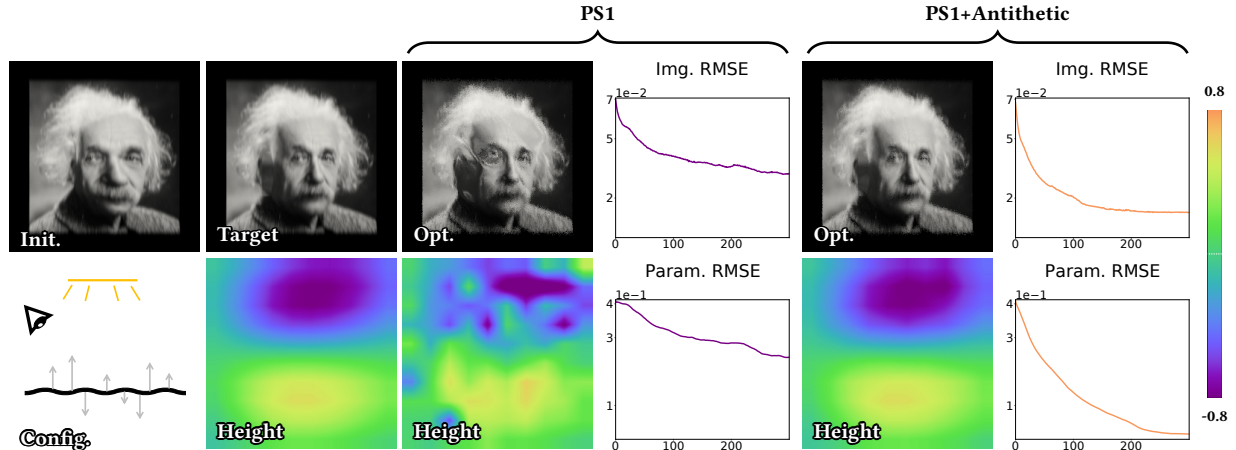 PS1
PS1+Antithetic
Init.
Target
Opt.
Img. RMSE
1e−2
7
5
2
0 100 200
Opt.
Img. RMSE
1e−2
7
5
2
0 100 200
0.8
-0.8
Config.
Height
Height
Param. RMSE
1e−1
4
3
1
0 100 200
Height
Param. RMSE
1e−1
4
3
1
0 100 200